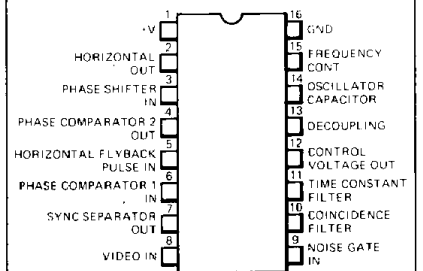 1
+V
2
HORIZONTAL
OUT
3
PHASE SHIFTER
IN
4
PHASE COMPARATOR 2
OUT
5
HORIZONTAL FLYBACK
PULSE IN
6
PHASE COMPARATOR 1
IN
7
SYNC SEPARATOR
OUT
8
VIDEO IN
16
GND
15
FREQUENCY
CONT
14
OSCILLATOR
CAPACITOR
13
DECOUPLING
12
CONTROL
VOLTAGE OUT
11
TIME CONSTANT
FILTER
10
COINCIDENCE
FILTER
9
NOISE GATE
IN